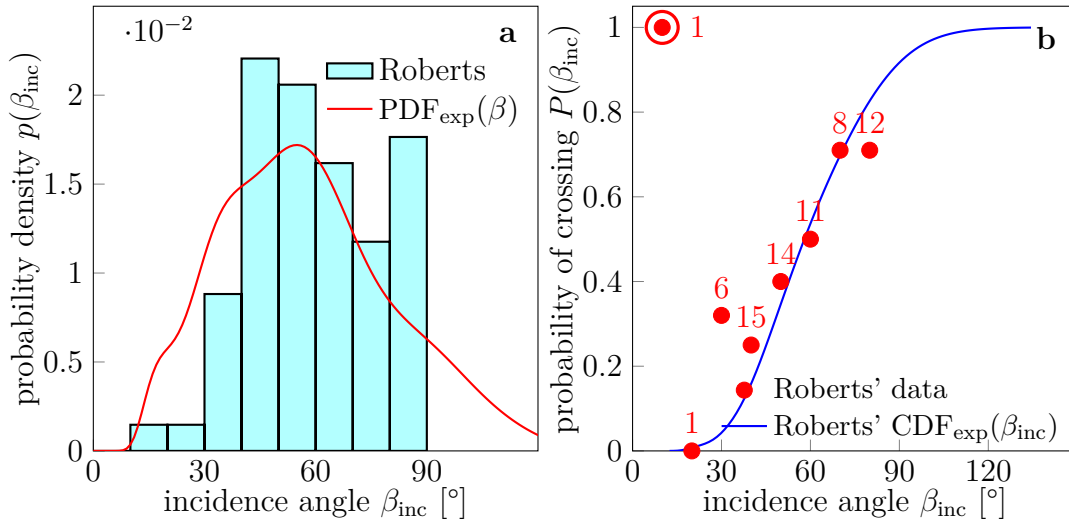 ·10⁻²
a
Roberts
PDF_exp(β)
2
1.5
1
0.5
0
0
30
60
90
probability density p(β_inc)
incidence angle β_inc [°]
b
1
0.8
0.6
0.4
0.2
0
0
30
60
90
120
1
8
12
11
14
6
15
1
Roberts' data
Roberts' CDF_exp(β_inc)
probability of crossing P(β_inc)
incidence angle β_inc [°]